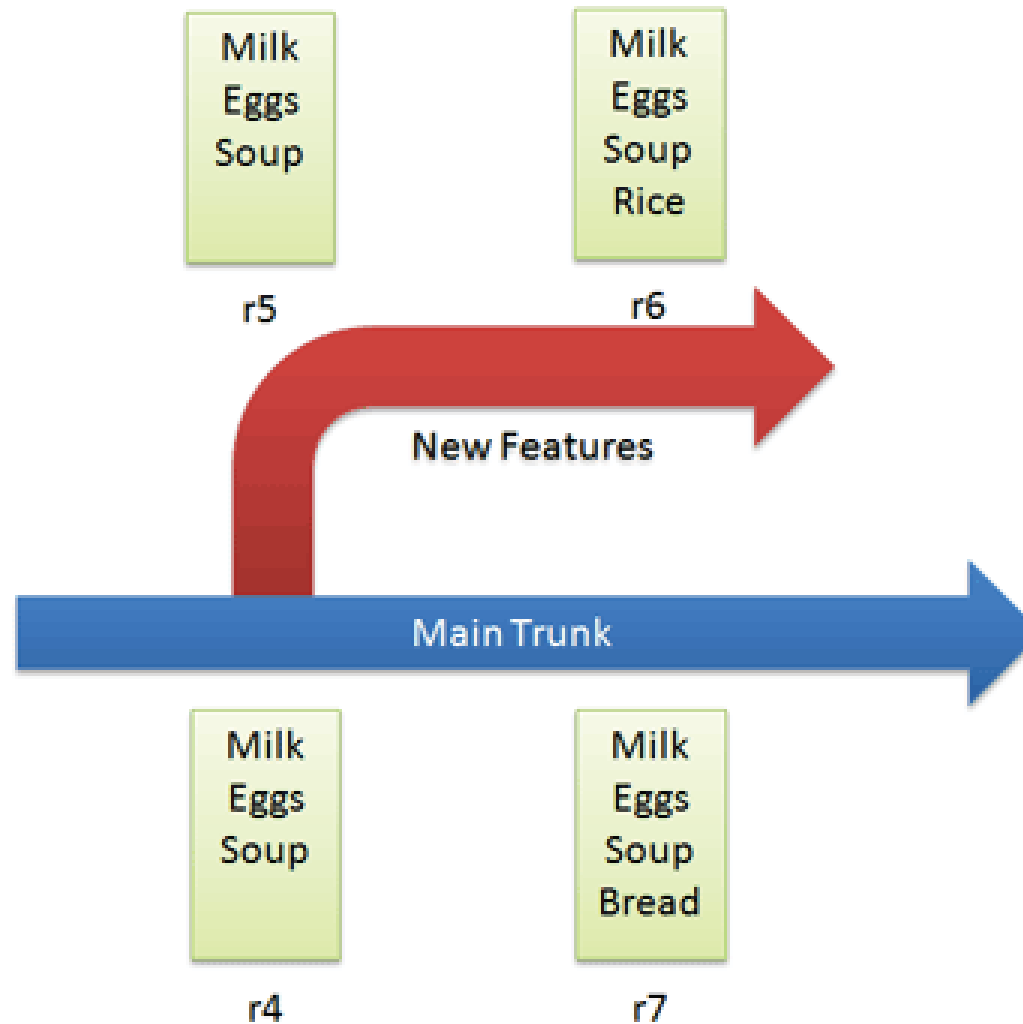 Milk
Eggs
Soup
r5
Milk
Eggs
Soup
Rice
r6
New Features
Main Trunk
Milk
Eggs
Soup
r4
Milk
Eggs
Soup
Bread
r7